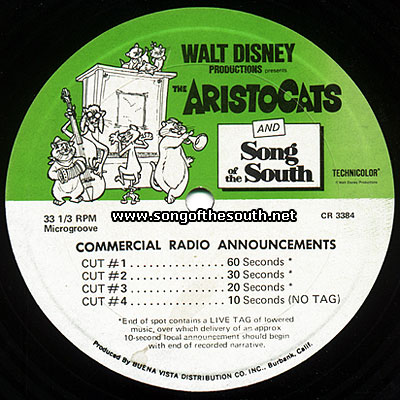 WALT DISNEY
PRODUCTIONS presents
THE ARISTOCATS
AND
Song
of the South
TECHNICOLOR®
© Walt Disney Productions
33 1/3 RPM
Microgroove
www.songofthesouth.net
CR 3384
COMMERCIAL RADIO ANNOUNCEMENTS
CUT #1 . . . . . . . . . . . . 60 Seconds *
CUT #2 . . . . . . . . . . . . 30 Seconds *
CUT #3 . . . . . . . . . . . . 20 Seconds *
CUT #4 . . . . . . . . . . . . 10 Seconds (NO TAG)
*End of spot contains a LIVE TAG of lowered
music, over which delivery of an approx
10-second local announcement should begin
with end of recorded narrative.
Produced By BUENA VISTA DISTRIBUTION CO. INC., Burbank, Calif.